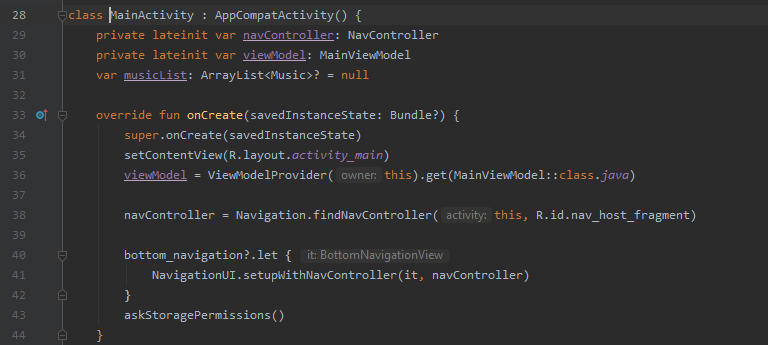 28 class MainActivity : AppCompatActivity() {
29     private lateinit var navController: NavController
30     private lateinit var viewModel: MainViewModel
31     var musicList: ArrayList<Music>? = null
32
33     override fun onCreate(savedInstanceState: Bundle?) {
34         super.onCreate(savedInstanceState)
35         setContentView(R.layout.activity_main)
36         viewModel = ViewModelProvider( owner: this).get(MainViewModel::class.java)
37
38         navController = Navigation.findNavController( activity: this, R.id.nav_host_fragment)
39
40         bottom_navigation?.let { it: BottomNavigationView
41             NavigationUI.setupWithNavController(it, navController)
42         }
43         askStoragePermissions()
44     }